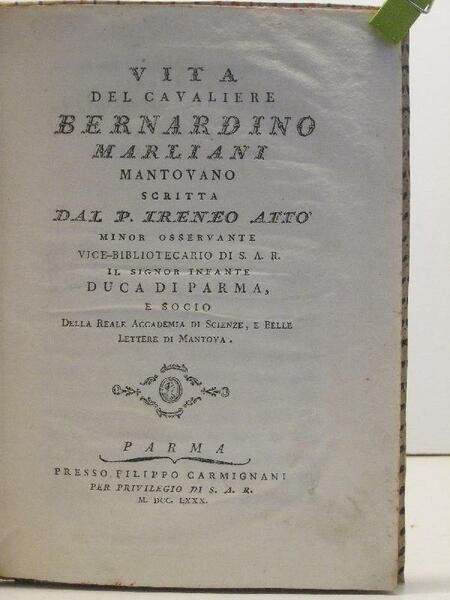 VITA
DEL CAVALIERE
BERNARDINO
MARLIANI
MANTOVANO
SCRITTA
DAL P. IRENEO AFFO'
MINOR OSSERVANTE
VICE-BIBLIOTECARIO DI S. A. R.
IL SIGNOR INFANTE
DUCA DI PARMA,
E SOCIO
DELLA REALE ACCADEMIA DI SCIENZE, E BELLE
LETTERE DI MANTOVA.
PARMA
PRESSO FILIPPO CARMIGNANI
PER PRIVILEGIO DI S. A. R.
M. DCC. LXXX.